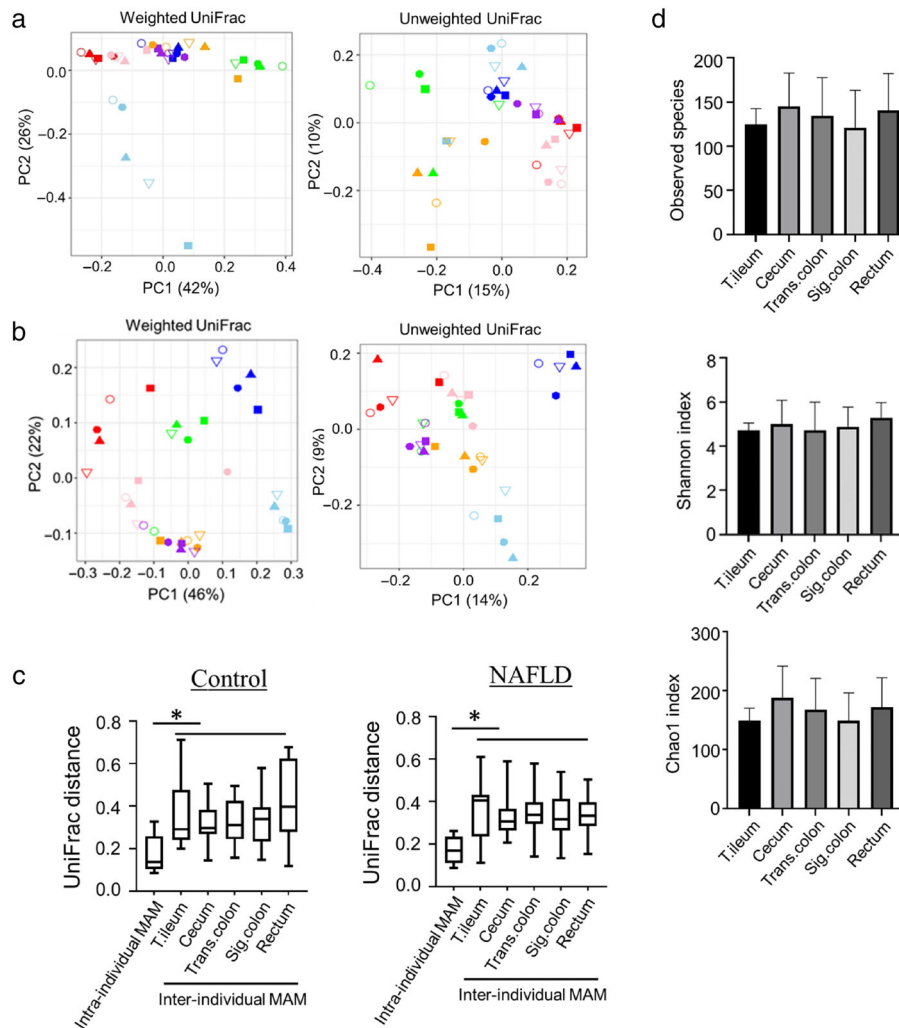 a
Weighted UniFrac
0.0
−0.2
−0.4
PC2 (26%)
−0.2 0.0 0.2 0.4
PC1 (42%)
Unweighted UniFrac
0.2
0.0
−0.2
PC2 (10%)
−0.4 −0.2 0.0 0.2
PC1 (15%)
b
Weighted UniFrac
0.2
0.1
0.0
−0.1
PC2 (22%)
−0.3 −0.2 −0.1 0.0 0.1 0.2 0.3
PC1 (46%)
Unweighted UniFrac
0.2
0.0
−0.2
PC2 (9%)
−0.2 0.0 0.2
PC1 (14%)
c
Control
0.8
0.6
0.4
0.2
0.0
UniFrac distance
*
Intra-individual MAM
T.ileum
Cecum
Trans.colon
Sig.colon
Rectum
Inter-individual MAM
NAFLD
0.8
0.6
0.4
0.2
0.0
UniFrac distance
*
Intra-individual MAM
T.ileum
Cecum
Trans.colon
Sig.colon
Rectum
Inter-individual MAM
d
200
150
100
50
0
Observed species
T.ileum
Cecum
Trans.colon
Sig.colon
Rectum
8
6
4
2
0
Shannon index
T.ileum
Cecum
Trans.colon
Sig.colon
Rectum
300
200
100
0
Chao1 index
T.ileum
Cecum
Trans.colon
Sig.colon
Rectum